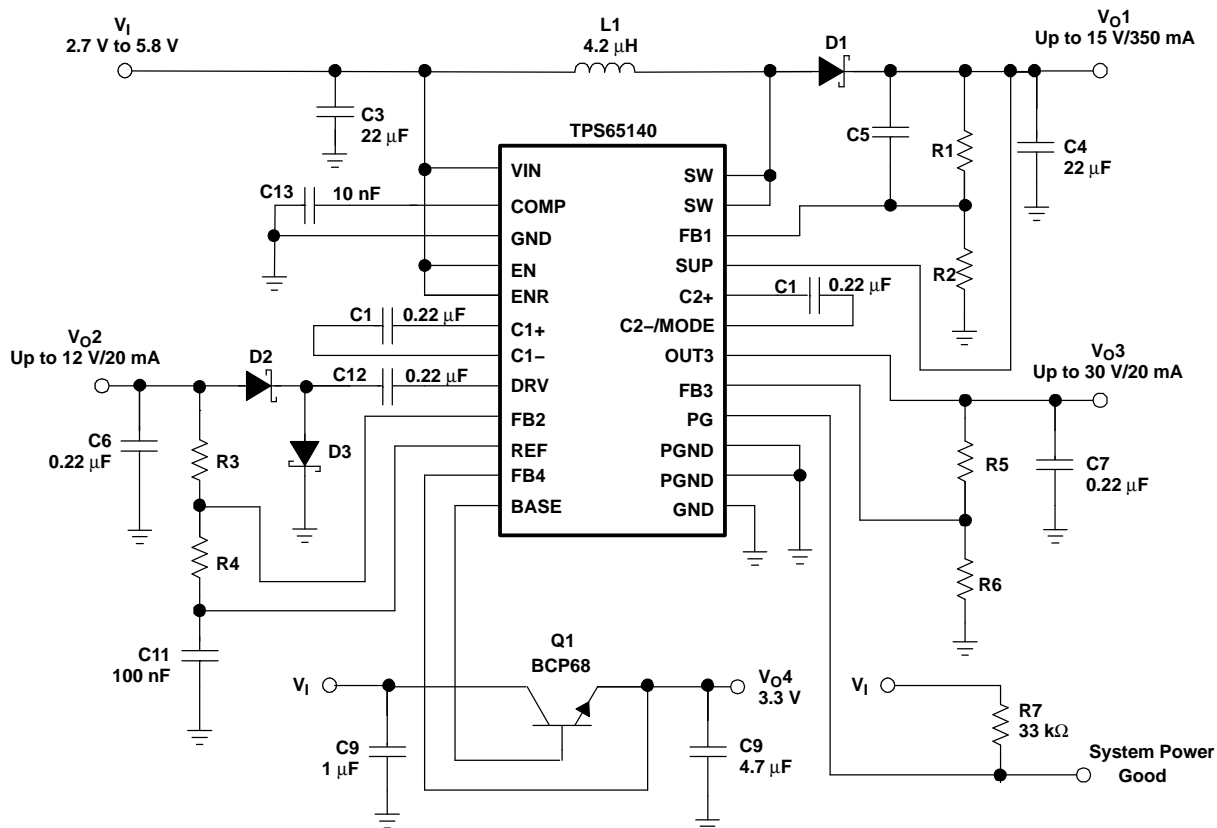 VI
2.7 V to 5.8 V
L1
4.2 μH
D1
VO1
Up to 15 V/350 mA
C3
22 μF
TPS65140
C5
R1
C4
22 μF
VIN
SW
C13
10 nF
COMP
SW
GND
FB1
EN
SUP
R2
ENR
C2+
C1
0.22 μF
C1
0.22 μF
C1+
C2−/MODE
VO2
Up to 12 V/20 mA
D2
C1−
OUT3
VO3
Up to 30 V/20 mA
C12
0.22 μF
DRV
FB3
FB2
PG
C6
0.22 μF
R3
D3
REF
PGND
R5
C7
0.22 μF
FB4
PGND
BASE
GND
R4
R6
C11
100 nF
Q1
BCP68
VI
VO4
3.3 V
VI
R7
33 kΩ
C9
1 μF
C9
4.7 μF
System Power
Good